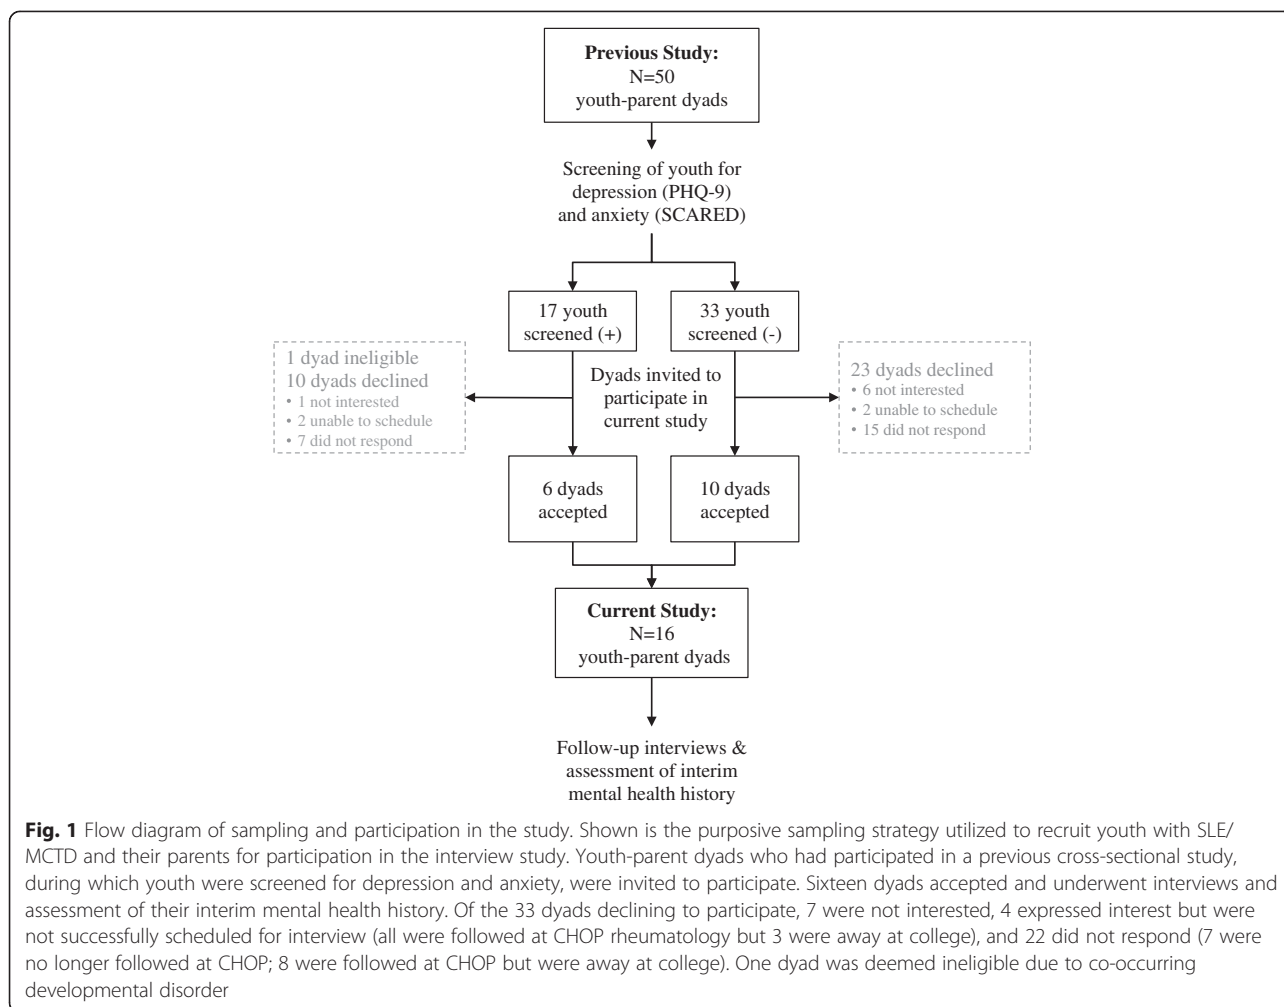 Previous Study:
N=50
youth-parent dyads
Screening of youth for
depression (PHQ-9)
and anxiety (SCARED)
17 youth
screened (+)
33 youth
screened (-)
1 dyad ineligible
10 dyads declined
• 1 not interested
• 2 unable to schedule
• 7 did not respond
Dyads invited to
participate in
current study
23 dyads declined
• 6 not interested
• 2 unable to schedule
• 15 did not respond
6 dyads
accepted
10 dyads
accepted
Current Study:
N=16
youth-parent dyads
Follow-up interviews &
assessment of interim
mental health history
Fig. 1 Flow diagram of sampling and participation in the study. Shown is the purposive sampling strategy utilized to recruit youth with SLE/
MCTD and their parents for participation in the interview study. Youth-parent dyads who had participated in a previous cross-sectional study,
during which youth were screened for depression and anxiety, were invited to participate. Sixteen dyads accepted and underwent interviews and
assessment of their interim mental health history. Of the 33 dyads declining to participate, 7 were not interested, 4 expressed interest but were
not successfully scheduled for interview (all were followed at CHOP rheumatology but 3 were away at college), and 22 did not respond (7 were
no longer followed at CHOP; 8 were followed at CHOP but were away at college). One dyad was deemed ineligible due to co-occurring
developmental disorder